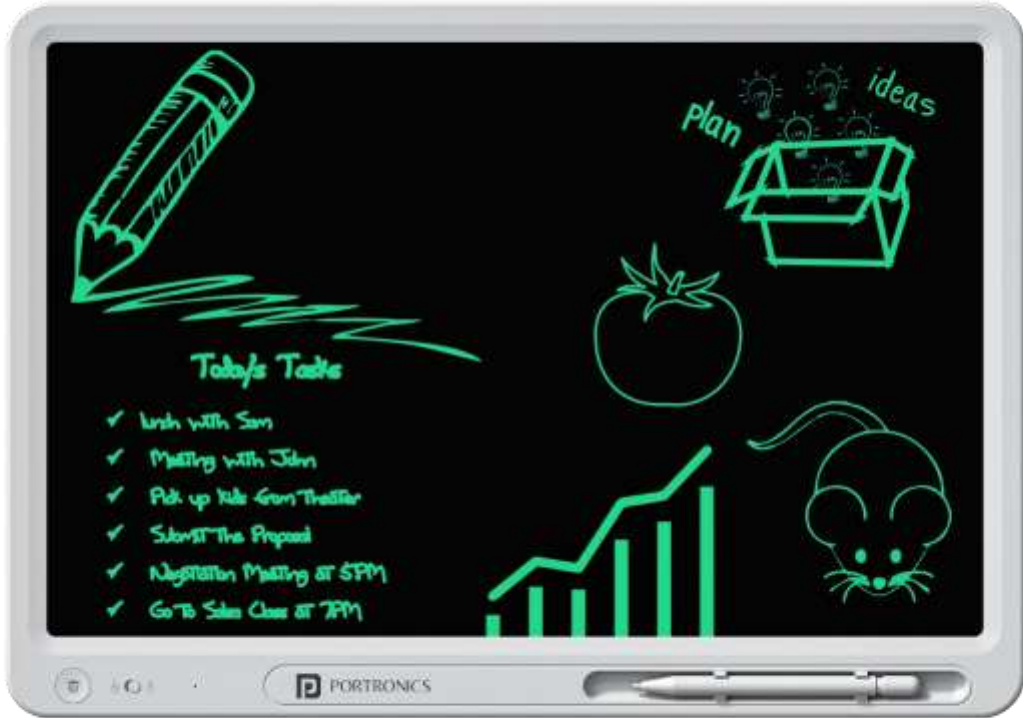 plan
ideas
Today's Tasks
lunch with Sam
Meeting with John
Pick up kids from Theater
Submit The Proposal
Negotiation Meeting at 5PM
Go To Salsa Class at 7PM
PORTRONICS